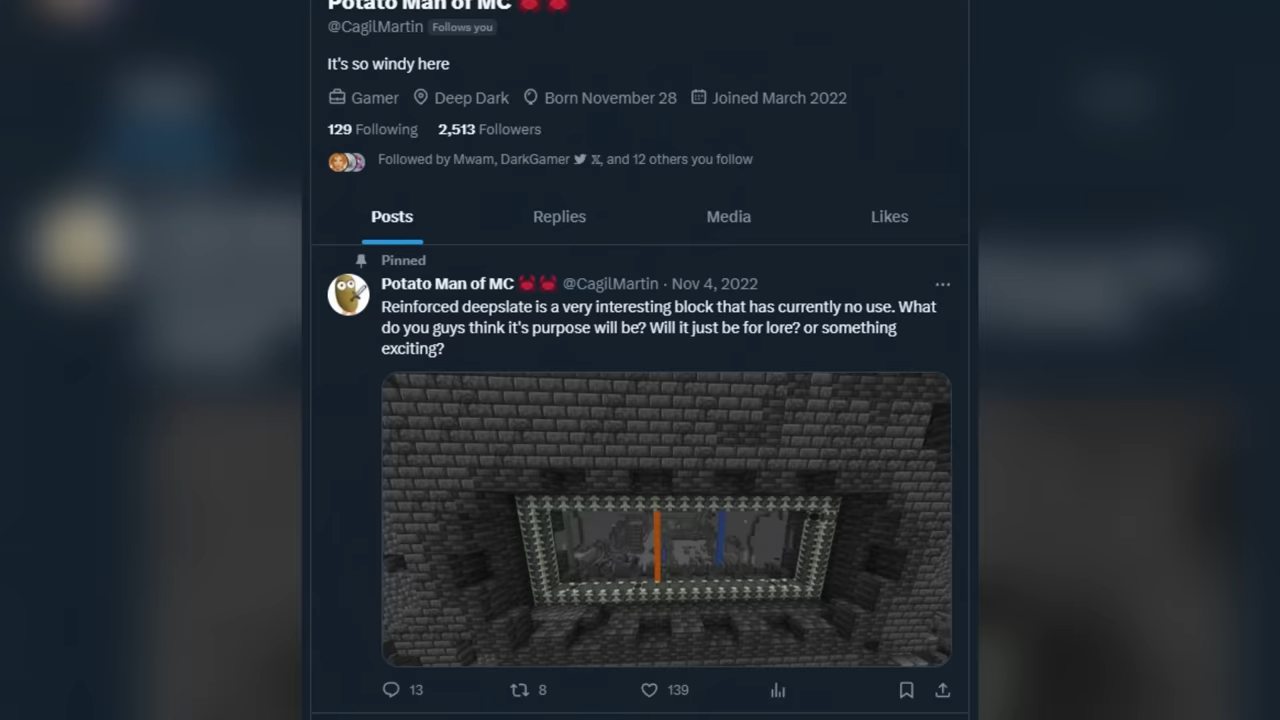 Potato Man of MC
@CagilMartin Follows you
It's so windy here
Gamer Deep Dark Born November 28 Joined March 2022
129 Following 2,513 Followers
Followed by Mwam, DarkGamer 𝕏, and 12 others you follow
Posts Replies Media Likes
Pinned
Potato Man of MC @CagilMartin · Nov 4, 2022
Reinforced deepslate is a very interesting block that has currently no use. What
do you guys think it's purpose will be? Will it just be for lore? or something
exciting?
13 8 139